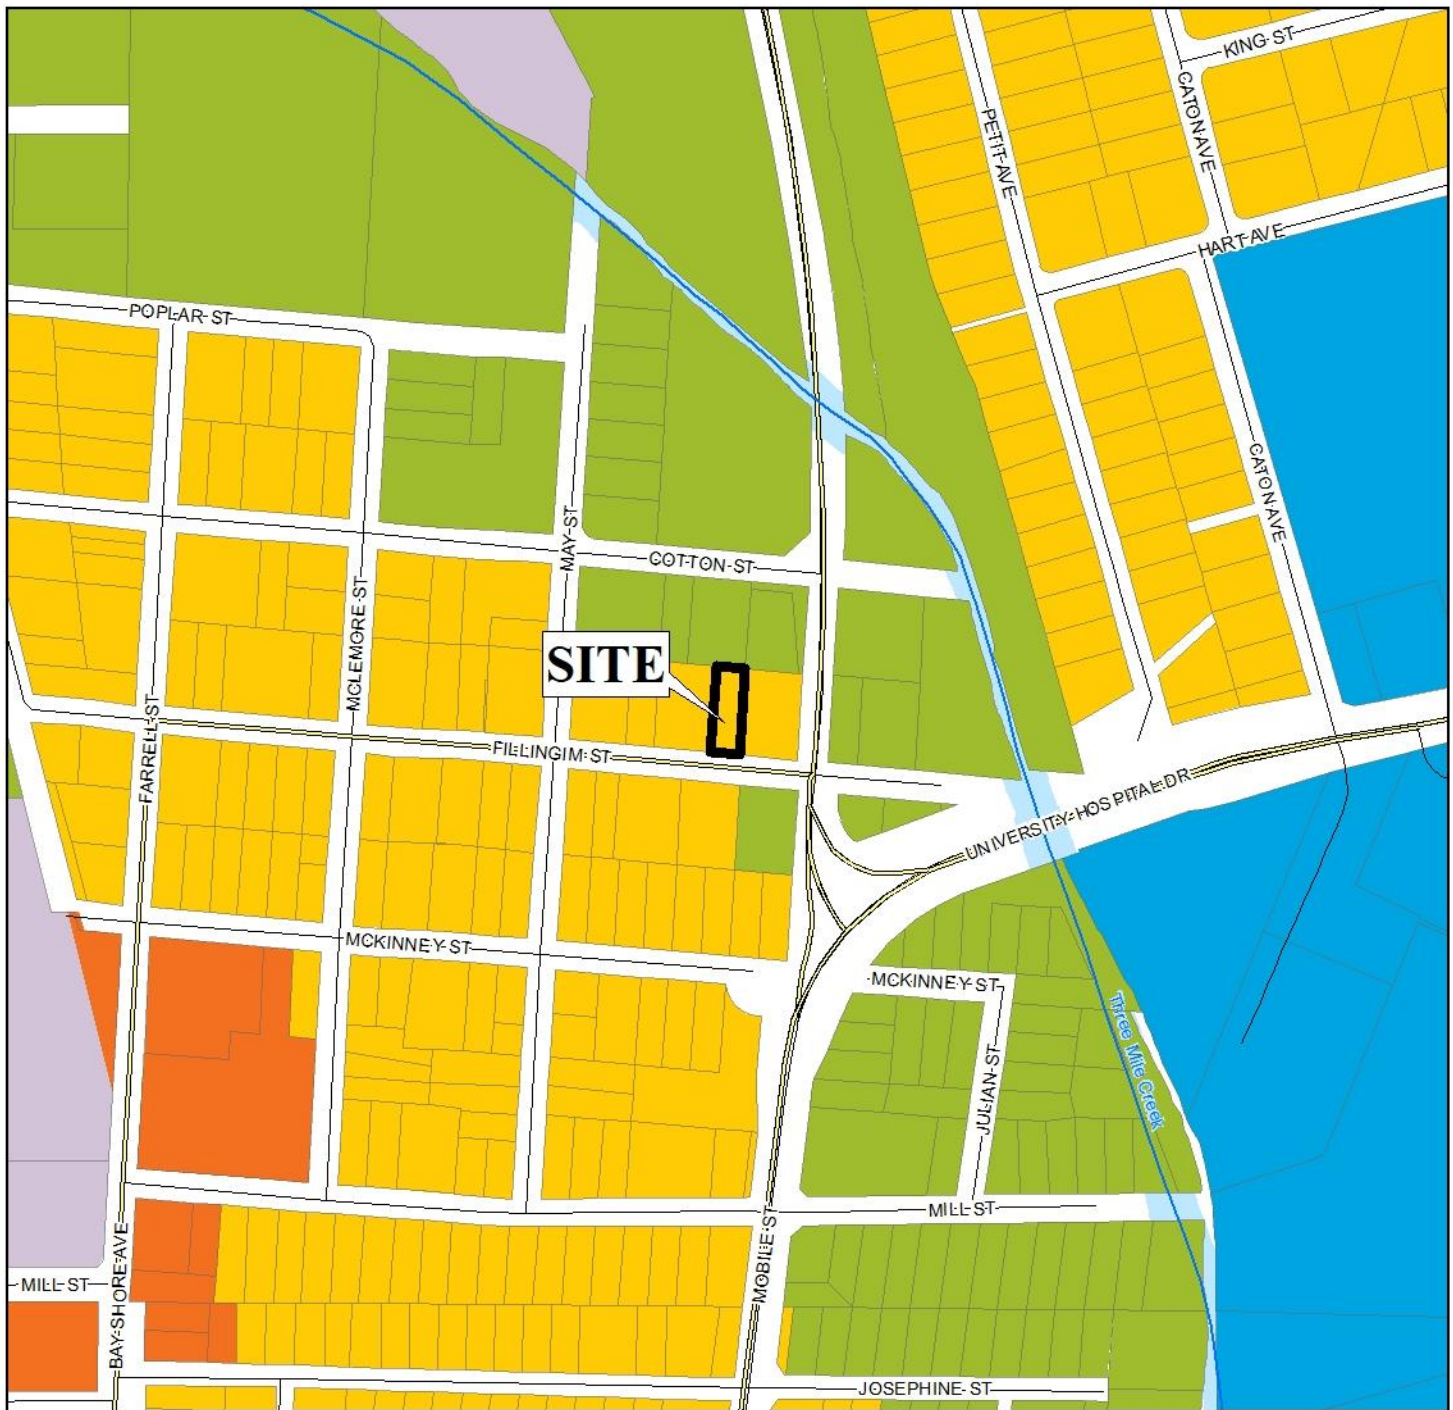 KING ST
CATON AVE
PETIT AVE
HART AVE
POPLAR ST
CATON AVE
MAY ST
COTTON ST
MCLEMORE ST
SITE
FARRELL ST
FILLINGIM ST
UNIVERSITY HOSPITAL DR
MCKINNEY ST
MCKINNEY ST
Three Mile Creek
JULIAN ST
MILL ST
MOBILE ST
BAY SHORE AVE
MILL ST
JOSEPHINE ST